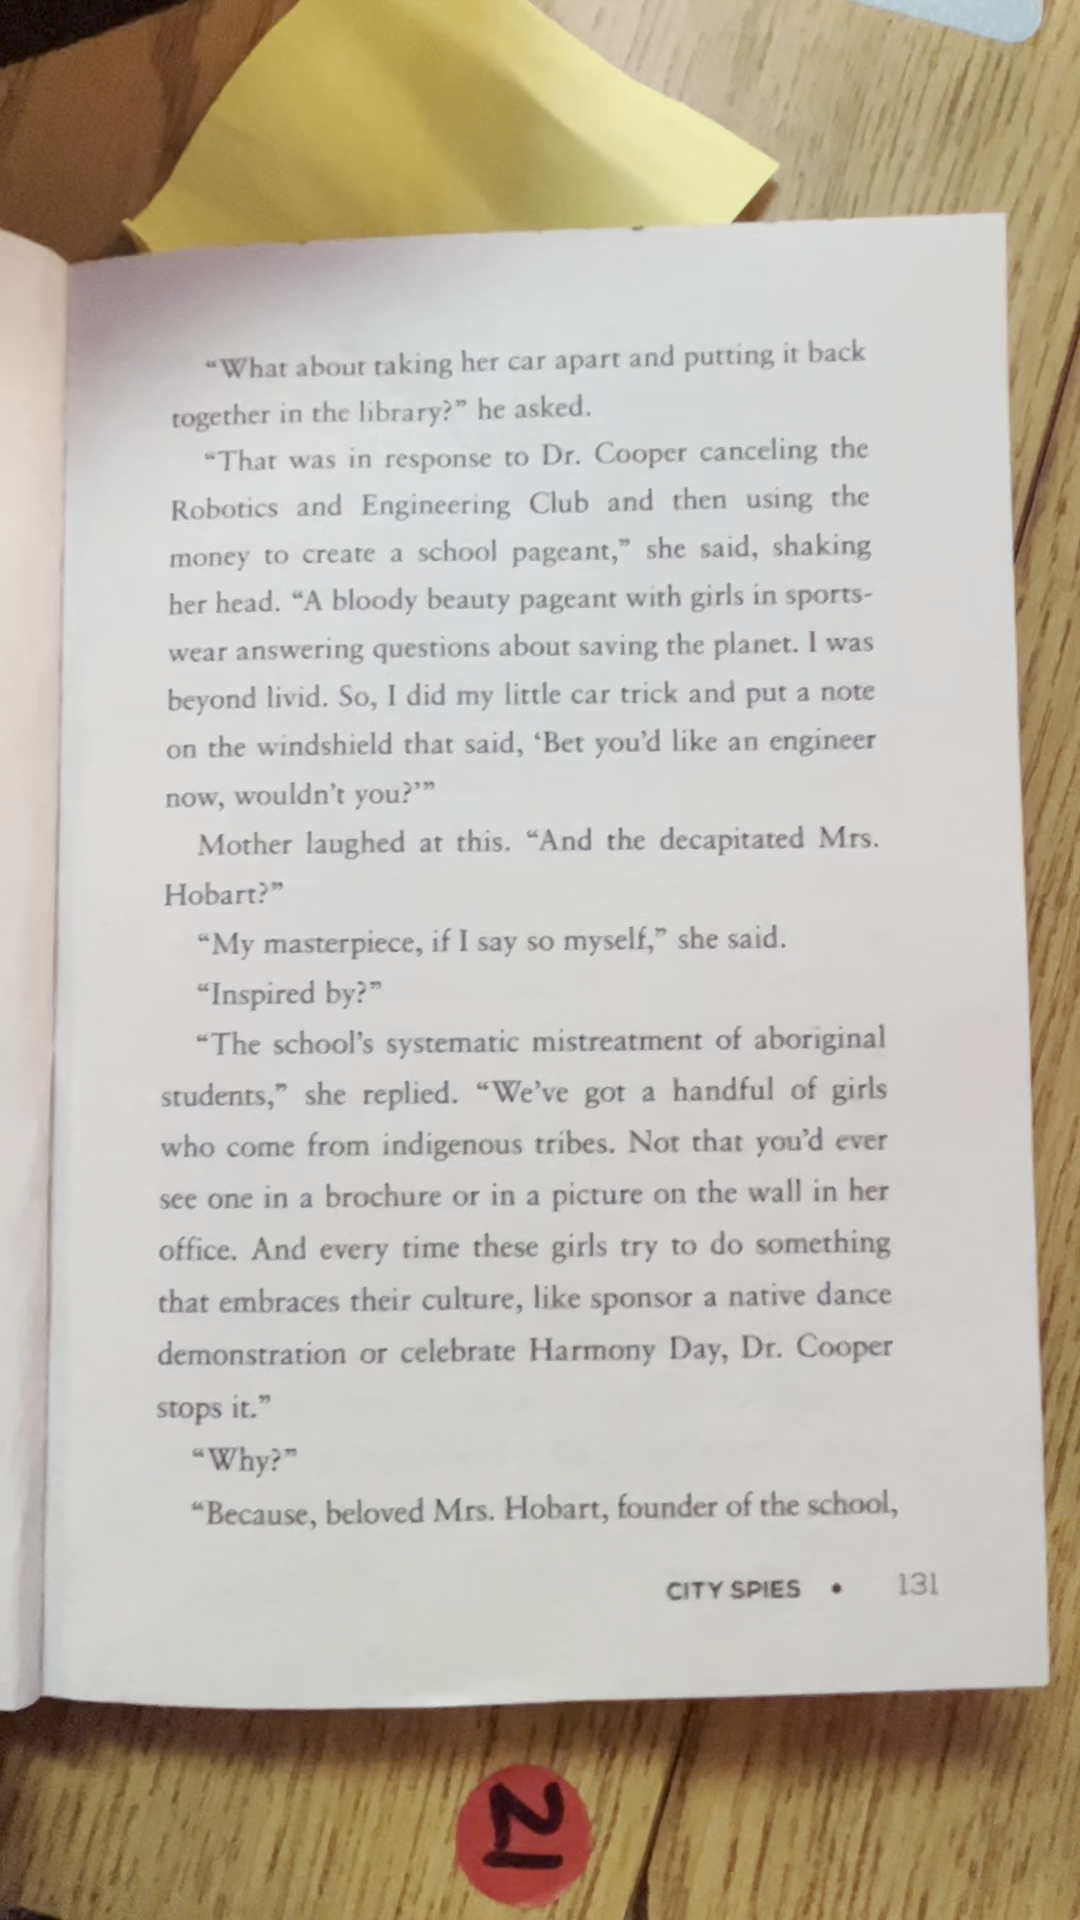 “What about taking her car apart and putting it back
together in the library?” he asked.
“That was in response to Dr. Cooper canceling the
Robotics and Engineering Club and then using the
money to create a school pageant,” she said, shaking
her head. “A bloody beauty pageant with girls in sports-
wear answering questions about saving the planet. I was
beyond livid. So, I did my little car trick and put a note
on the windshield that said, ‘Bet you’d like an engineer
now, wouldn’t you?’”
Mother laughed at this. “And the decapitated Mrs.
Hobart?”
“My masterpiece, if I say so myself,” she said.
“Inspired by?”
“The school’s systematic mistreatment of aboriginal
students,” she replied. “We’ve got a handful of girls
who come from indigenous tribes. Not that you’d ever
see one in a brochure or in a picture on the wall in her
office. And every time these girls try to do something
that embraces their culture, like sponsor a native dance
demonstration or celebrate Harmony Day, Dr. Cooper
stops it.”
“Why?”
“Because, beloved Mrs. Hobart, founder of the school,
CITY SPIES • 131
21